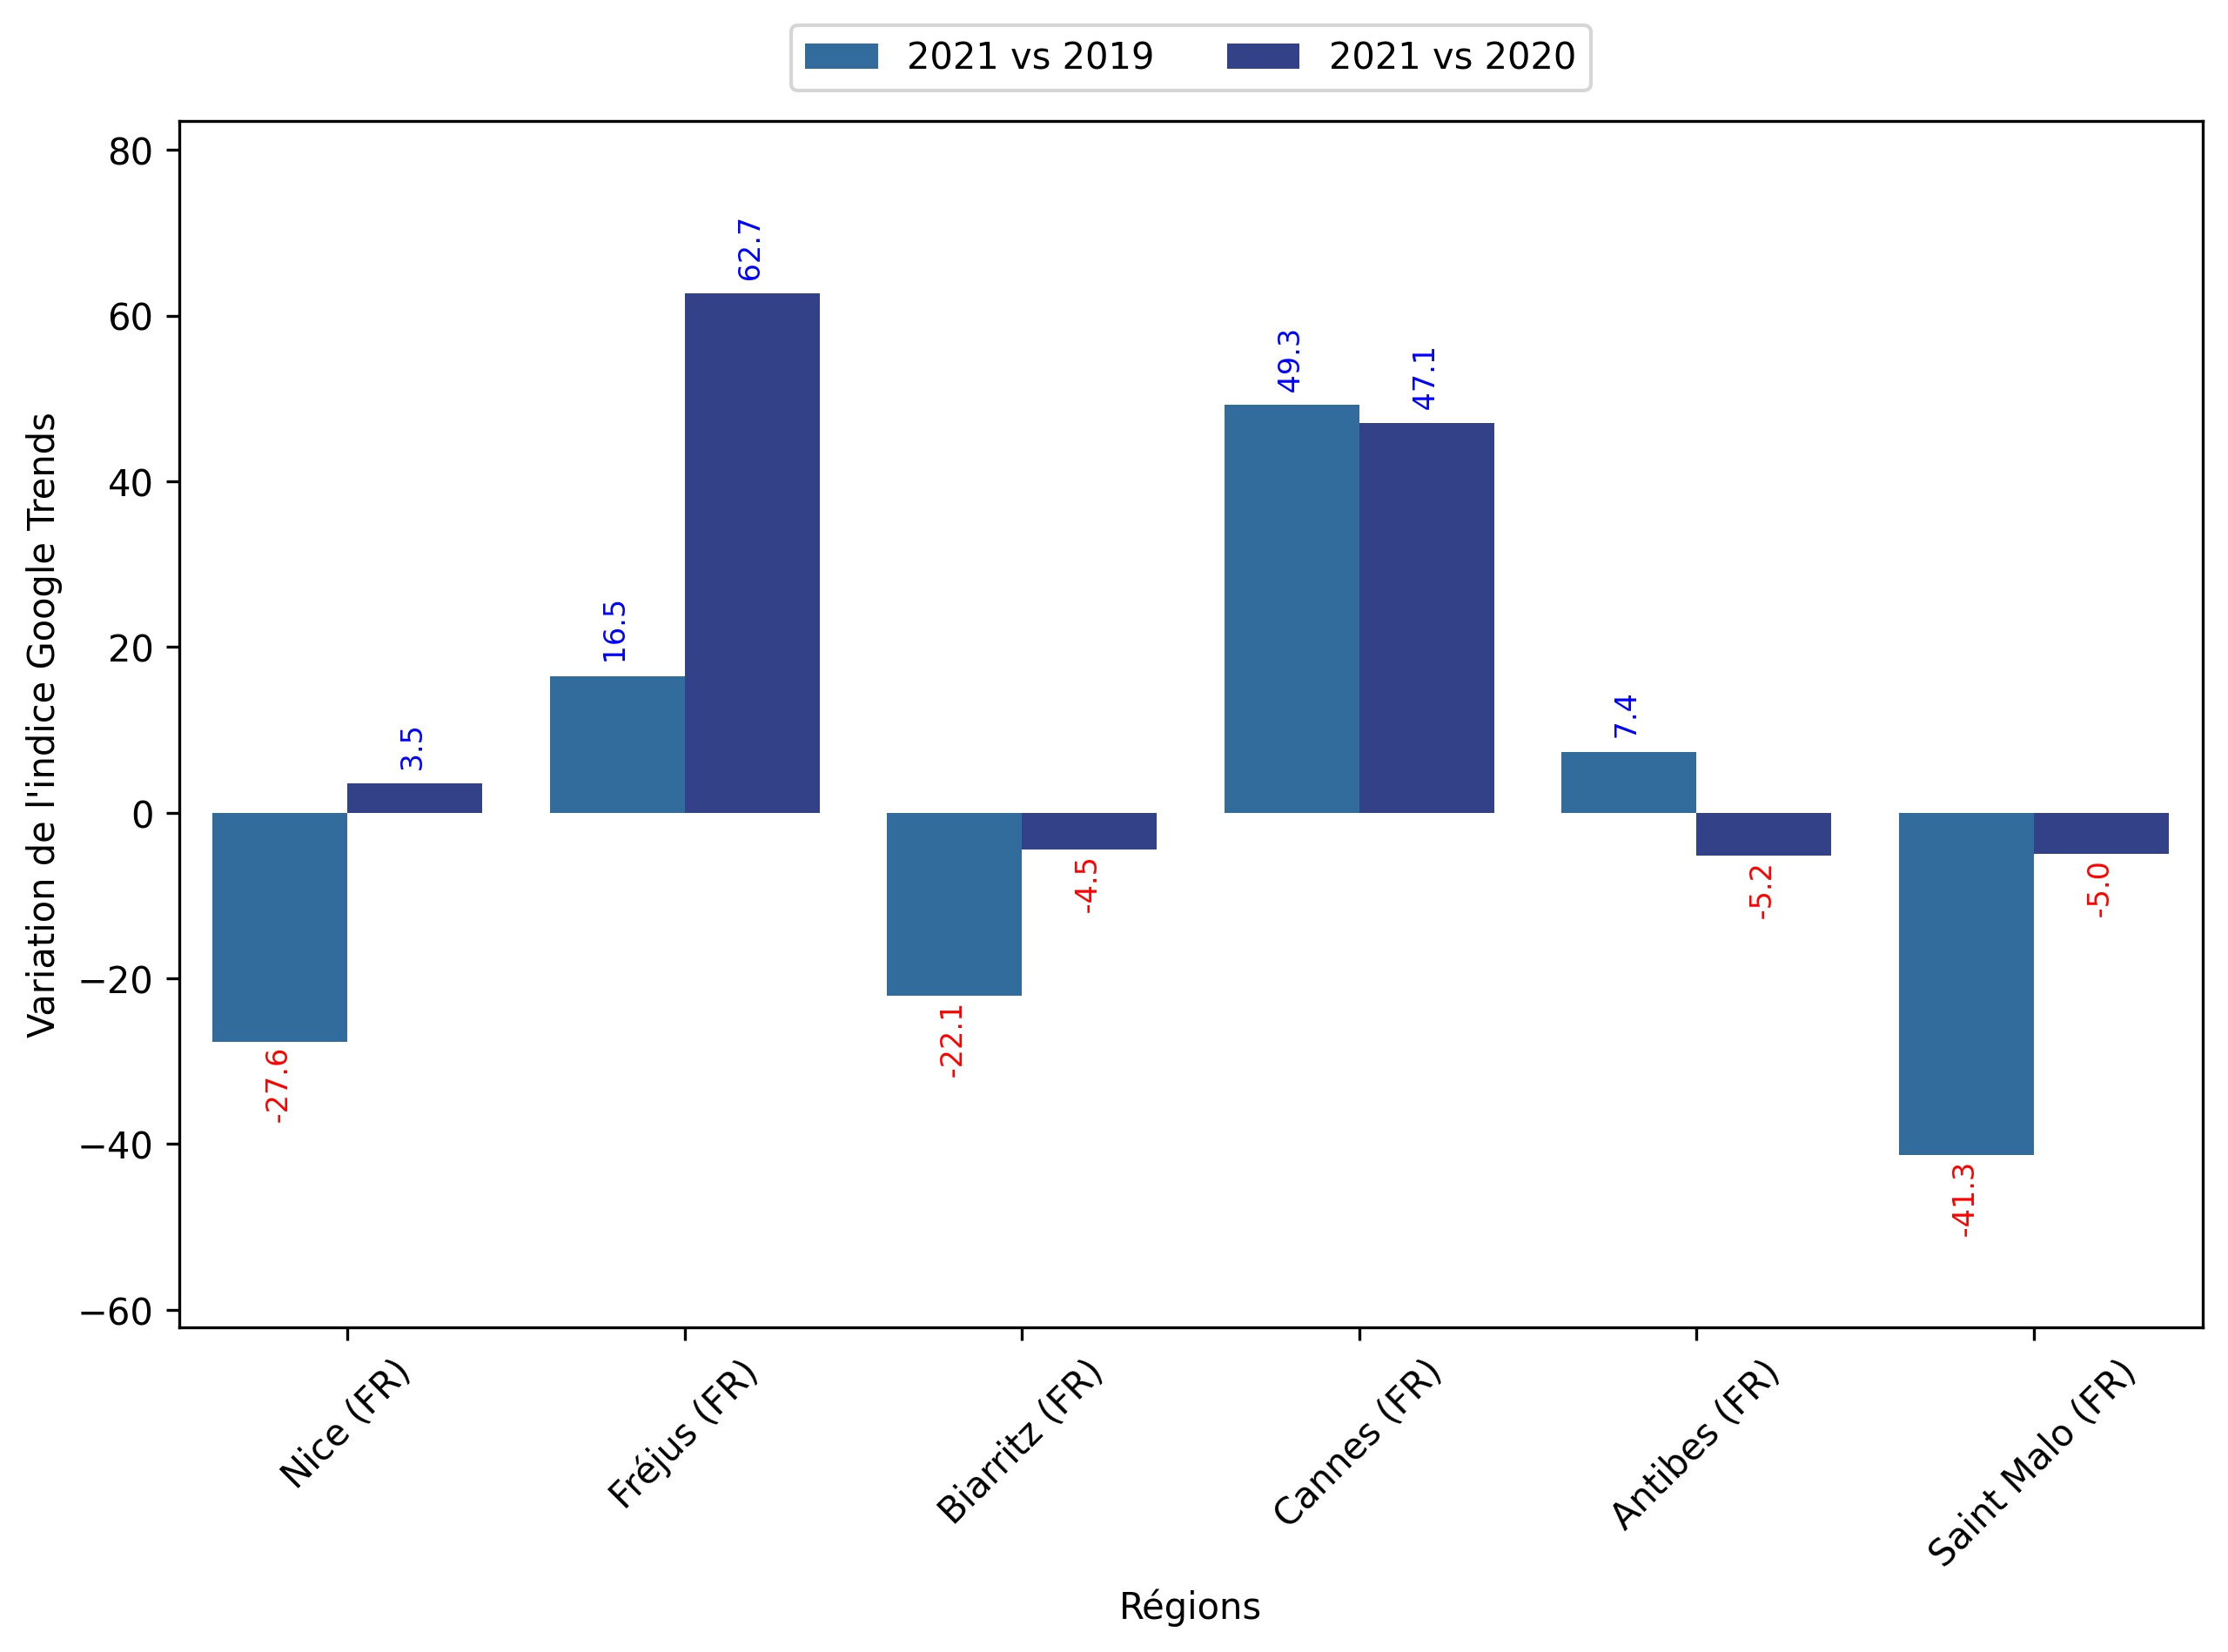 2021 vs 2019
2021 vs 2020
Variation de l'indice Google Trends
80
60
40
20
0
−20
−40
−60
-27.6
3.5
16.5
62.7
-22.1
-4.5
49.3
47.1
7.4
-5.2
-41.3
-5.0
Nice (FR)
Fréjus (FR)
Biarritz (FR)
Cannes (FR)
Antibes (FR)
Saint Malo (FR)
Régions